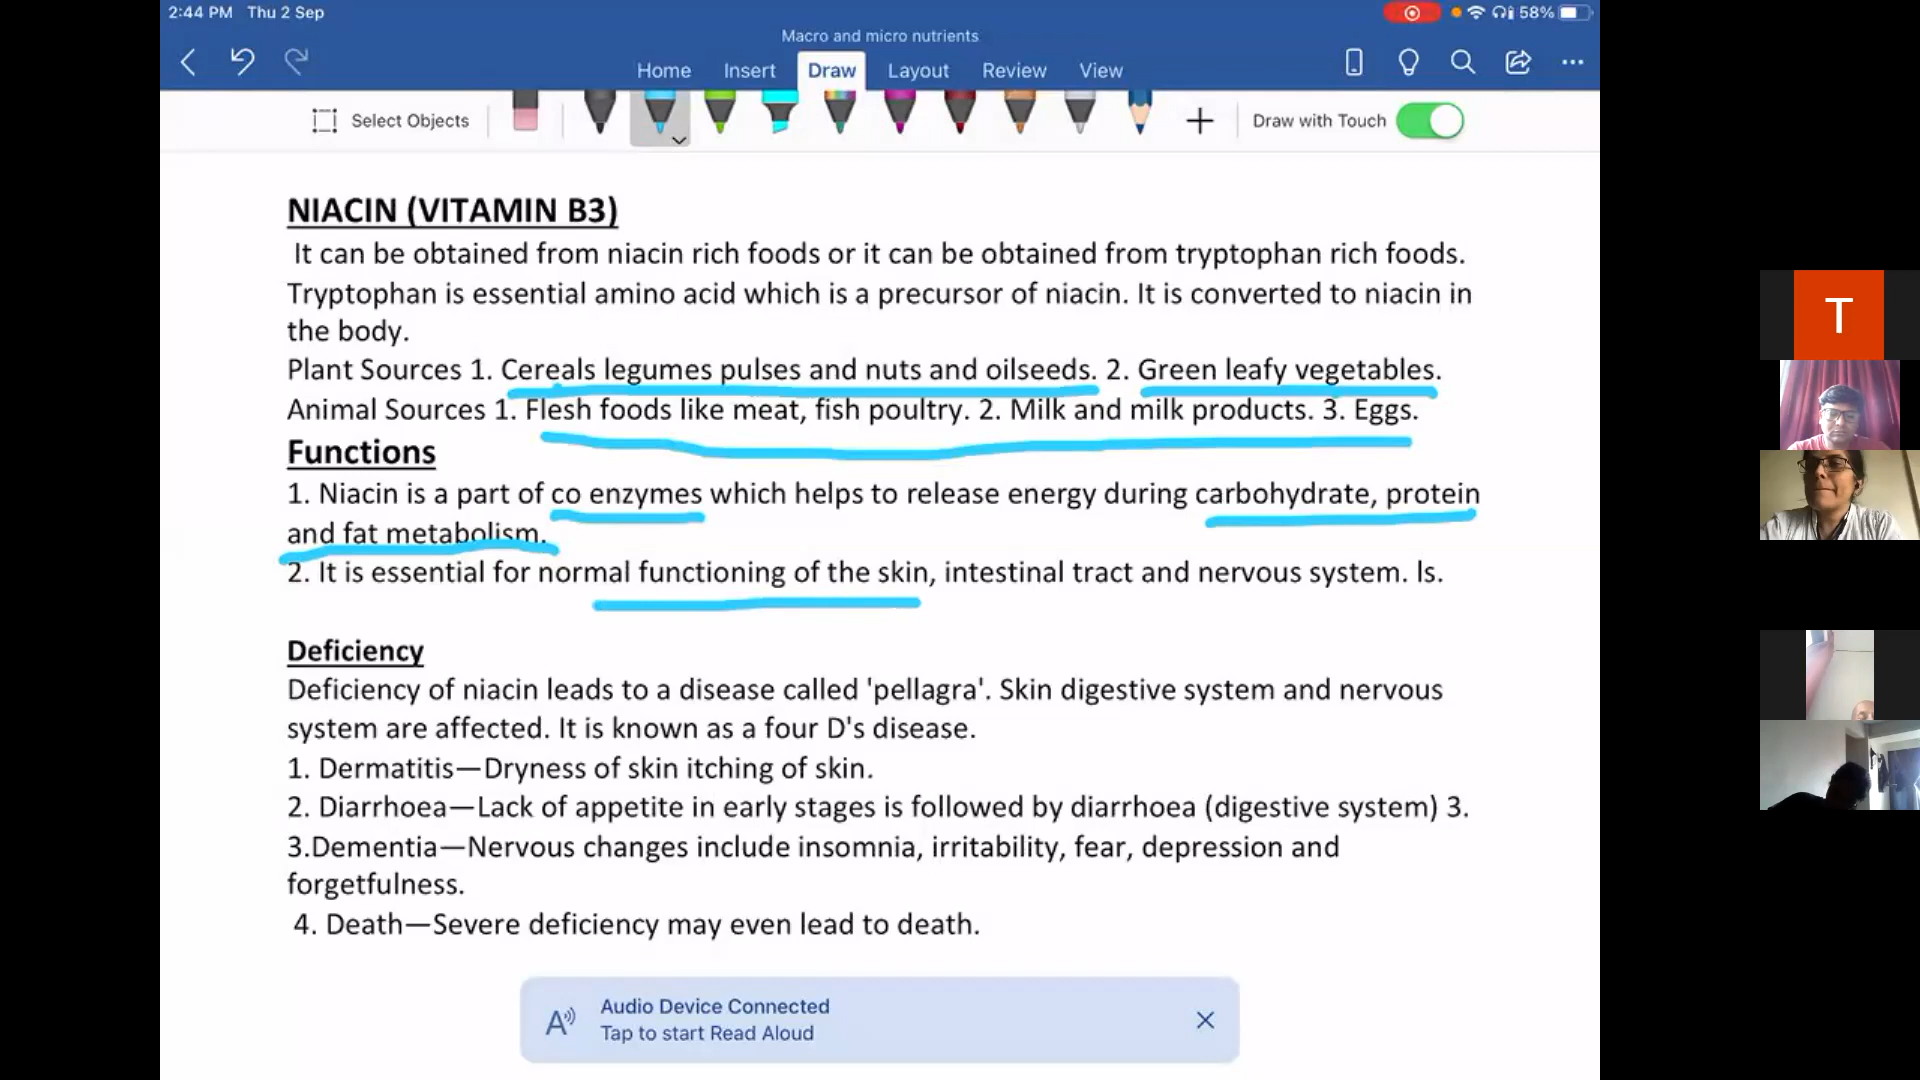 2:44 PM Thu 2 Sep
58%
Macro and micro nutrients
Home Insert Draw Layout Review View
Select Objects
Draw with Touch
NIACIN (VITAMIN B3)
It can be obtained from niacin rich foods or it can be obtained from tryptophan rich foods.
Tryptophan is essential amino acid which is a precursor of niacin. It is converted to niacin in
the body.
Plant Sources 1. Cereals legumes pulses and nuts and oilseeds. 2. Green leafy vegetables.
Animal Sources 1. Flesh foods like meat, fish poultry. 2. Milk and milk products. 3. Eggs.
Functions
1. Niacin is a part of co enzymes which helps to release energy during carbohydrate, protein
and fat metabolism.
2. It is essential for normal functioning of the skin, intestinal tract and nervous system. ls.
Deficiency
Deficiency of niacin leads to a disease called 'pellagra'. Skin digestive system and nervous
system are affected. It is known as a four D's disease.
1. Dermatitis—Dryness of skin itching of skin.
2. Diarrhoea—Lack of appetite in early stages is followed by diarrhoea (digestive system) 3.
3.Dementia—Nervous changes include insomnia, irritability, fear, depression and
forgetfulness.
4. Death—Severe deficiency may even lead to death.
Audio Device Connected
Tap to start Read Aloud
T